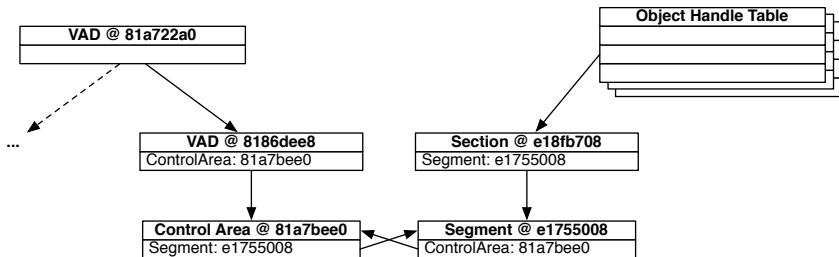 VAD @ 81a722a0
Object Handle Table
...
VAD @ 8186dee8
ControlArea: 81a7bee0
Section @ e18fb708
Segment: e1755008
Control Area @ 81a7bee0
Segment: e1755008
Segment @ e1755008
ControlArea: 81a7bee0